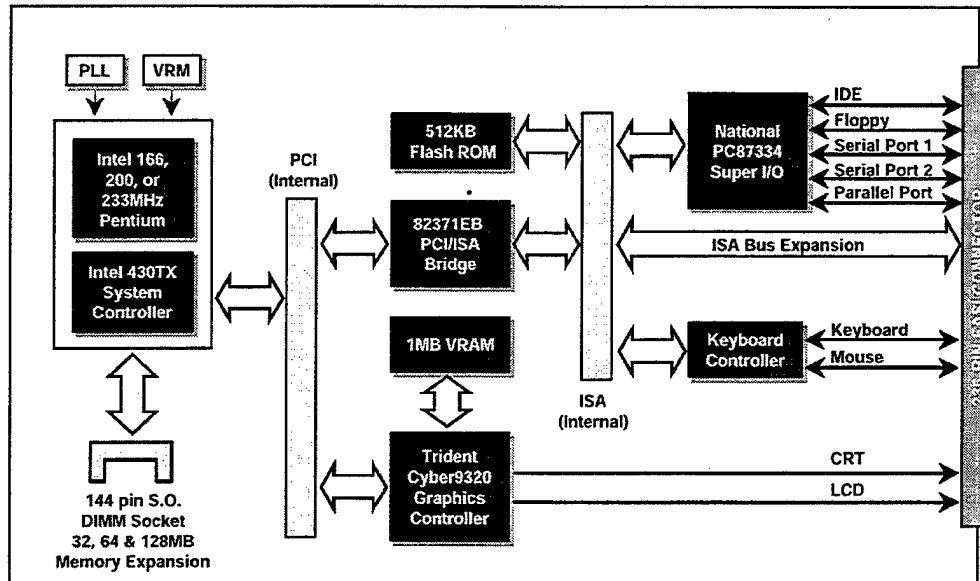 PLL
VRM
Intel 166,
200, or
233MHz
Pentium
Intel 430TX
System
Controller
144 pin S.O.
DIMM Socket
32, 64 & 128MB
Memory Expansion
PCI
(Internal)
512KB
Flash ROM
82371EB
PCI/ISA
Bridge
1MB VRAM
Trident
Cyber9320
Graphics
Controller
ISA
(Internal)
National
PC87334
Super I/O
IDE
Floppy
Serial Port 1
Serial Port 2
Parallel Port
ISA Bus Expansion
Keyboard
Controller
Keyboard
Mouse
CRT
LCD
PIN EASI CONNECTOR